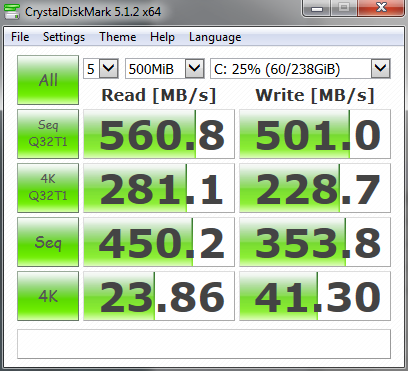 CrystalDiskMark 5.1.2 x64
File Settings Theme Help Language
All 5 500MiB C: 25% (60/238GiB)
Read [MB/s] Write [MB/s]
Seq Q32T1 560.8 501.0
4K Q32T1 281.1 228.7
Seq 450.2 353.8
4K 23.86 41.30